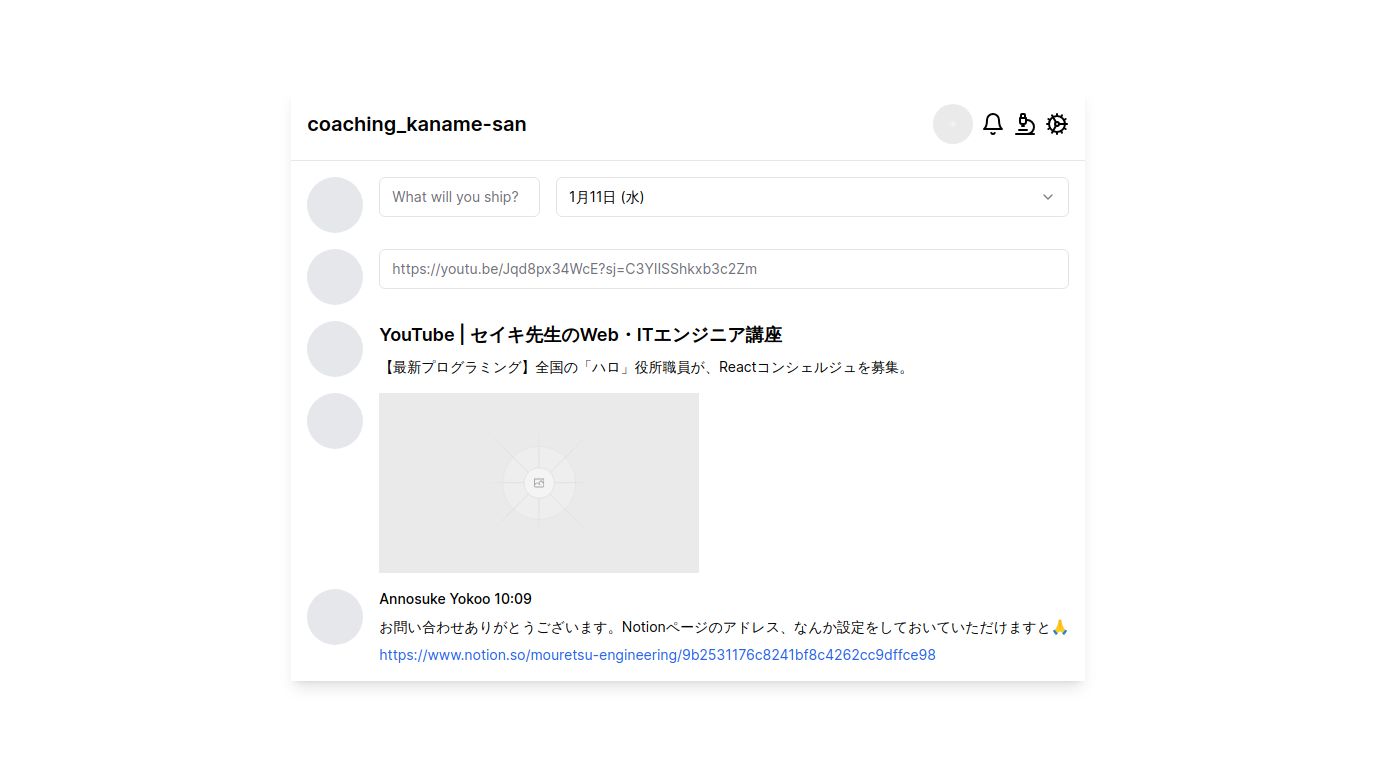 coaching_kaname-san
What will you ship?
1月11日 (水)
https://youtu.be/Jqd8px34WcE?sj=C3YIlSShkxb3c2Zm
YouTube | セイキ先生のWeb・ITエンジニア講座
【最新プログラミング】全国の「ハロ」役所職員が、Reactコンシェルジュを募集。
Annosuke Yokoo 10:09
お問い合わせありがとうございます。Notionページのアドレス、なんか設定をしておいていただけますと🙏
https://www.notion.so/mouretsu-engineering/9b2531176c8241bf8c4262cc9dffce98